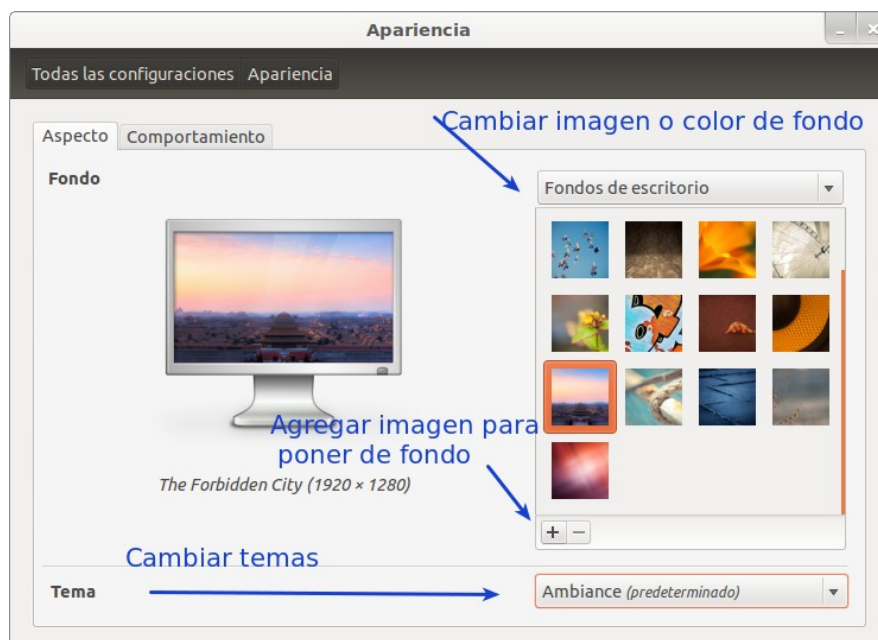 Apariencia
Todas las configuraciones Apariencia
Cambiar imagen o color de fondo
Aspecto Comportamiento
Fondo
Fondos de escritorio
Agregar imagen para
poner de fondo
The Forbidden City (1920 × 1280)
Cambiar temas
Tema
Ambiance (predeterminado)